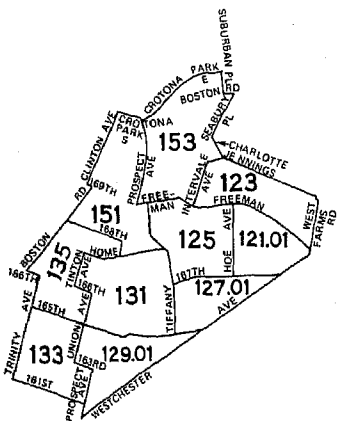 SUBURBAN PL
CROTONA PARK E
BOSTON RD
SEABURY PL
CLINTON AVE
CROTONA PARK S
153
CHARLOTTE
JENNINGS
PROSPECT AVE
INTERVALE AVE
123
169TH
FREE-
MAN
FREEMAN
WEST FARMS RD
BOSTON RD
151
168TH
125
HOE AVE
121.01
HOME
135
TINTON AVE
166TH
166TH
167TH
131
TIFFANY
127.01
165TH
TRINITY AVE
133
UNION
163RD
129.01
161ST
PROSPECT AVE
WESTCHESTER AVE